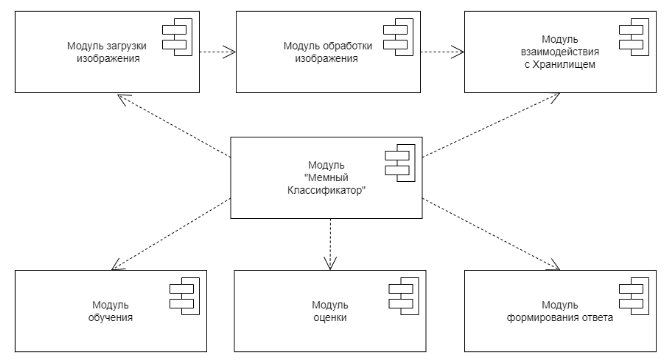 Модуль загрузки
изображения
Модуль обработки
изображения
Модуль
взаимодействия
с Хранилищем
Модуль
"Мемный
Классификатор"
Модуль
обучения
Модуль
оценки
Модуль
формирования ответа